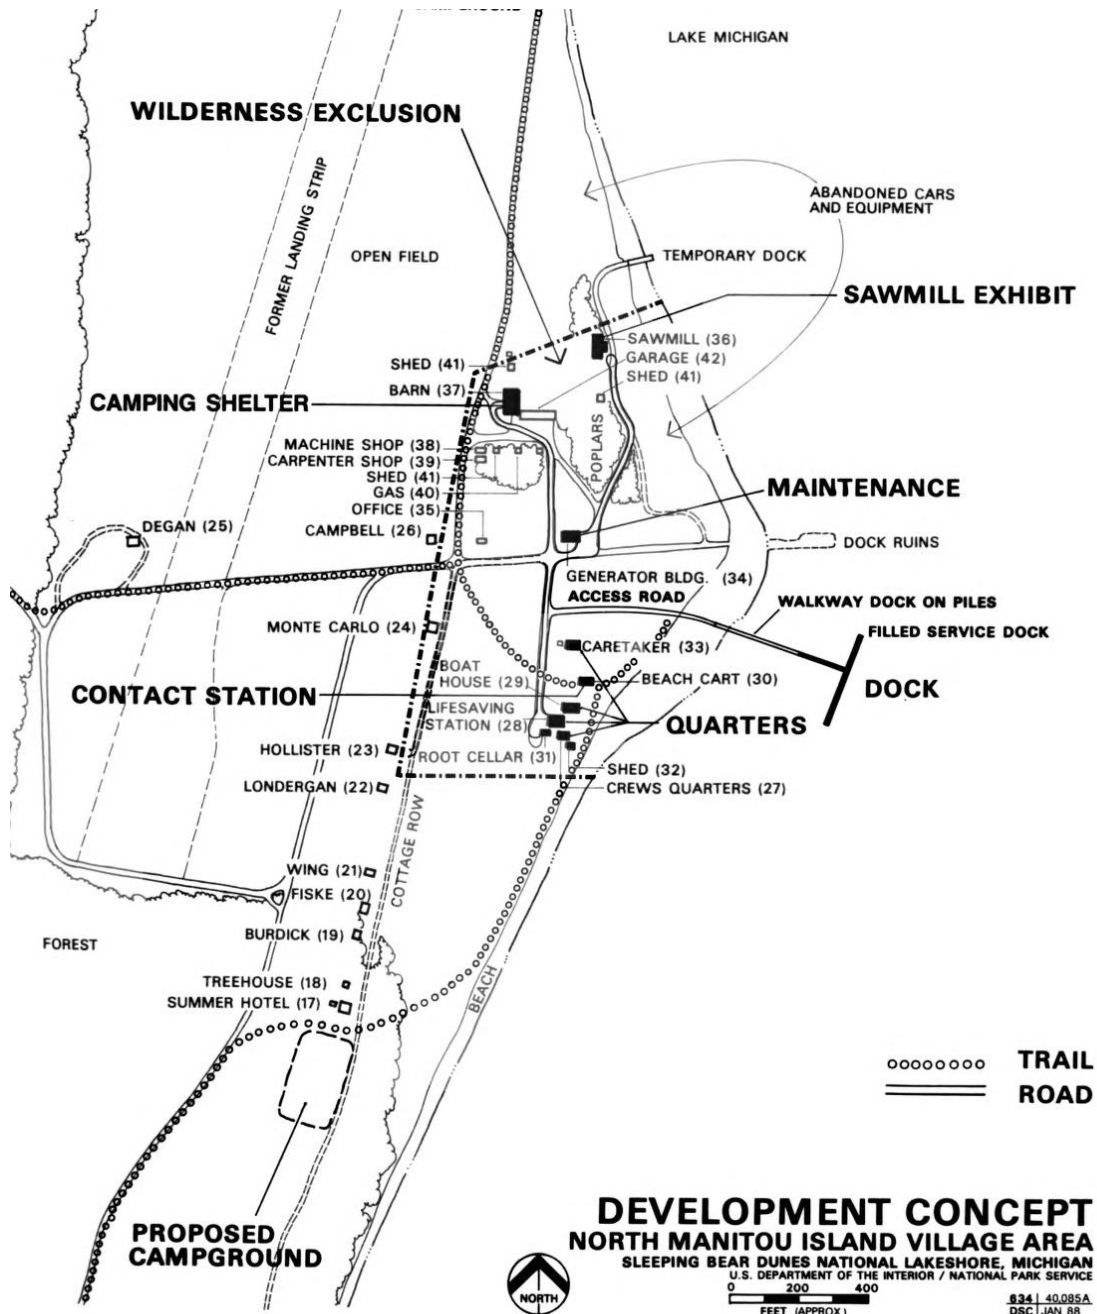 LAKE MICHIGAN
WILDERNESS EXCLUSION
FORMER LANDING STRIP
OPEN FIELD
ABANDONED CARS
AND EQUIPMENT
TEMPORARY DOCK
SAWMILL EXHIBIT
SAWMILL (36)
GARAGE (42)
SHED (41)
SHED (41)
BARN (37)
CAMPING SHELTER
MACHINE SHOP (38)
CARPENTER SHOP (39)
SHED (41)
GAS (40)
OFFICE (35)
POPLARS
MAINTENANCE
DEGAN (25)
CAMPBELL (26)
DOCK RUINS
GENERATOR BLDG. (34)
ACCESS ROAD
WALKWAY DOCK ON PILES
FILLED SERVICE DOCK
DOCK
MONTE CARLO (24)
CARETAKER (33)
BOAT
HOUSE (29)
BEACH CART (30)
CONTACT STATION
LIFESAVING
STATION (28)
QUARTERS
HOLLISTER (23)
ROOT CELLAR (31)
SHED (32)
LONDERGAN (22)
CREWS QUARTERS (27)
COTTAGE ROW
WING (21)
FISKE (20)
BURDICK (19)
FOREST
TREEHOUSE (18)
SUMMER HOTEL (17)
BEACH
TRAIL
ROAD
PROPOSED
CAMPGROUND
DEVELOPMENT CONCEPT
NORTH MANITOU ISLAND VILLAGE AREA
SLEEPING BEAR DUNES NATIONAL LAKESHORE, MICHIGAN
U.S. DEPARTMENT OF THE INTERIOR / NATIONAL PARK SERVICE
NORTH
0 200 400
FEET (APPROX.)
634 | 40,085A
DSC | JAN 88